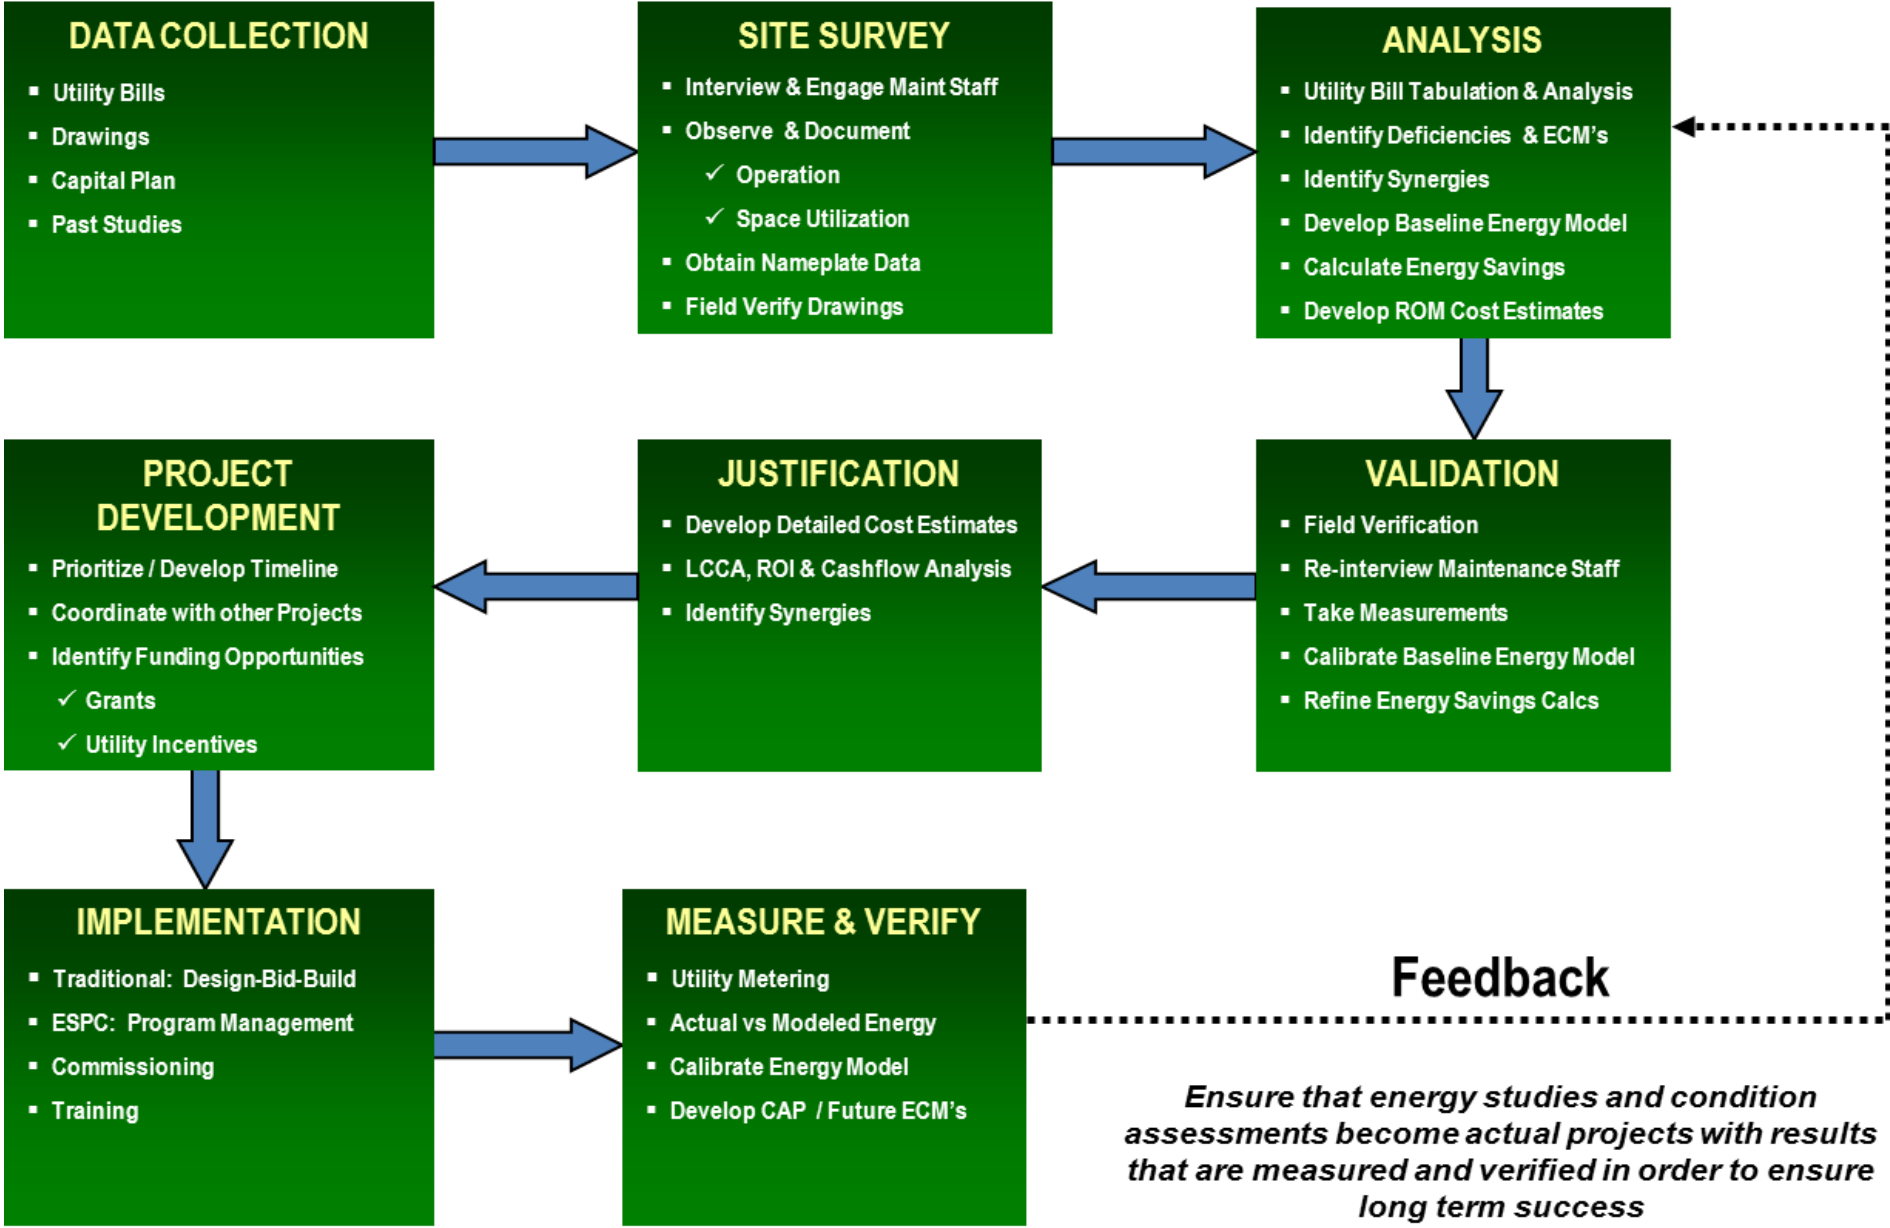 DATA COLLECTION
▪ Utility Bills
▪ Drawings
▪ Capital Plan
▪ Past Studies
SITE SURVEY
▪ Interview & Engage Maint Staff
▪ Observe & Document
✓ Operation
✓ Space Utilization
▪ Obtain Nameplate Data
▪ Field Verify Drawings
ANALYSIS
▪ Utility Bill Tabulation & Analysis
▪ Identify Deficiencies & ECM's
▪ Identify Synergies
▪ Develop Baseline Energy Model
▪ Calculate Energy Savings
▪ Develop ROM Cost Estimates
VALIDATION
▪ Field Verification
▪ Re-interview Maintenance Staff
▪ Take Measurements
▪ Calibrate Baseline Energy Model
▪ Refine Energy Savings Calcs
JUSTIFICATION
▪ Develop Detailed Cost Estimates
▪ LCCA, ROI & Cashflow Analysis
▪ Identify Synergies
PROJECT
DEVELOPMENT
▪ Prioritize / Develop Timeline
▪ Coordinate with other Projects
▪ Identify Funding Opportunities
✓ Grants
✓ Utility Incentives
IMPLEMENTATION
▪ Traditional: Design-Bid-Build
▪ ESPC: Program Management
▪ Commissioning
▪ Training
MEASURE & VERIFY
▪ Utility Metering
▪ Actual vs Modeled Energy
▪ Calibrate Energy Model
▪ Develop CAP / Future ECM's
Feedback
Ensure that energy studies and condition
assessments become actual projects with results
that are measured and verified in order to ensure
long term success